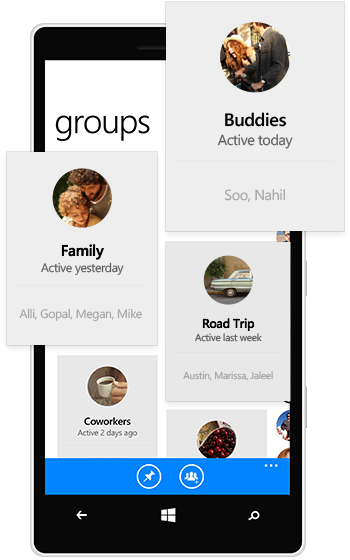 groups
Buddies
Active today
Soo, Nahil
Family
Active yesterday
Alli, Gopal, Megan, Mike
Road Trip
Active last week
Austin, Marissa, Jaleel
Coworkers
Active 2 days ago